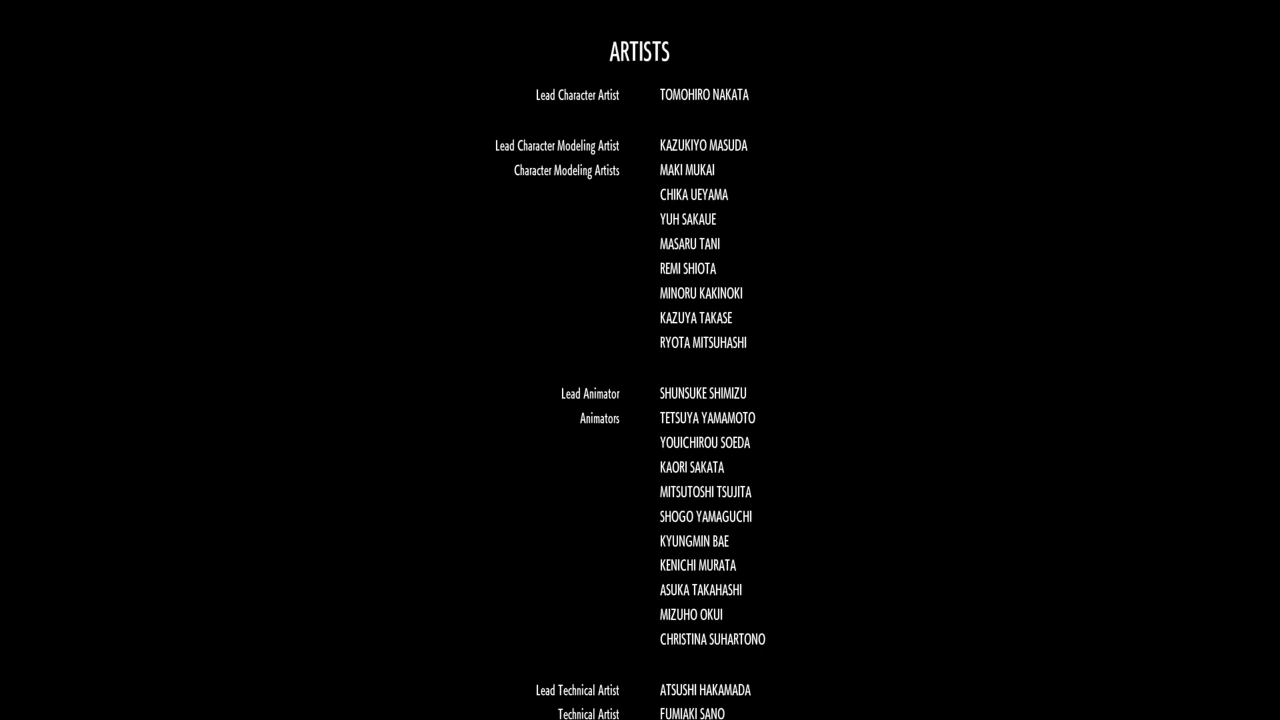 ARTISTS
Lead Character Artist TOMOHIRO NAKATA
Lead Character Modeling Artist KAZUKIYO MASUDA
Character Modeling Artists MAKI MUKAI
CHIKA UEYAMA
YUH SAKAUE
MASARU TANI
REMI SHIOTA
MINORU KAKINOKI
KAZUYA TAKASE
RYOTA MITSUHASHI
Lead Animator SHUNSUKE SHIMIZU
Animators TETSUYA YAMAMOTO
YOUICHIROU SOEDA
KAORI SAKATA
MITSUTOSHI TSUJITA
SHOGO YAMAGUCHI
KYUNGMIN BAE
KENICHI MURATA
ASUKA TAKAHASHI
MIZUHO OKUI
CHRISTINA SUHARTONO
Lead Technical Artist ATSUSHI HAKAMADA
Technical Artist FUMIAKI SANO